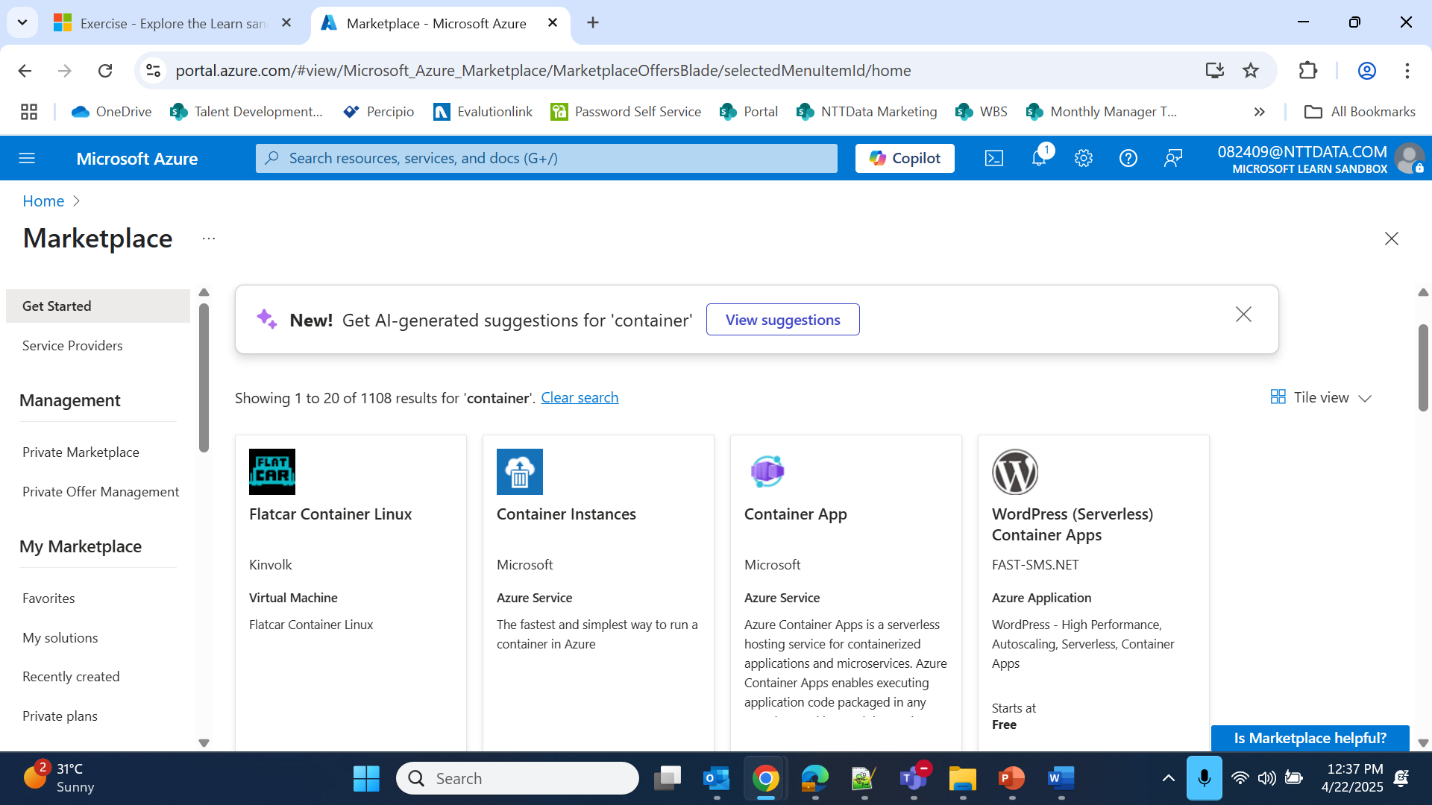 Exercise - Explore the Learn san
Marketplace - Microsoft Azure
portal.azure.com/#view/Microsoft_Azure_Marketplace/MarketplaceOffersBlade/selectedMenuItemId/home
OneDrive
Talent Development...
Percipio
Evalutionlink
Password Self Service
Portal
NTTData Marketing
WBS
Monthly Manager T...
»
All Bookmarks
Microsoft Azure
Search resources, services, and docs (G+/)
Copilot
1
082409@NTTDATA.COM
MICROSOFT LEARN SANDBOX
Home >
Marketplace ...
Get Started
Service Providers
Management
Private Marketplace
Private Offer Management
My Marketplace
Favorites
My solutions
Recently created
Private plans
New! Get AI-generated suggestions for 'container'
View suggestions
Showing 1 to 20 of 1108 results for 'container'. Clear search
Tile view
FLAT
CAR
Flatcar Container Linux
Kinvolk
Virtual Machine
Flatcar Container Linux
Container Instances
Microsoft
Azure Service
The fastest and simplest way to run a
container in Azure
Container App
Microsoft
Azure Service
Azure Container Apps is a serverless
hosting service for containerized
applications and microservices. Azure
Container Apps enables executing
application code packaged in any
WordPress (Serverless)
Container Apps
FAST-SMS.NET
Azure Application
WordPress - High Performance,
Autoscaling, Serverless, Container
Apps
Starts at
Free
Is Marketplace helpful?
2
31°C
Sunny
Search
12:37 PM
4/22/2025